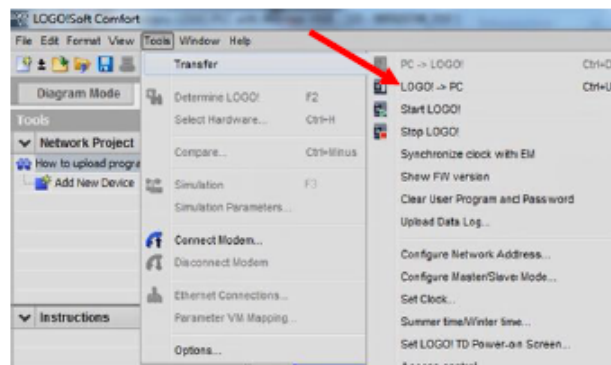 LOGO!Soft Comfort
File Edit Format View Tools Window Help
Diagram Mode
Tools
Network Project
How to upload progra
Add New Device
Instructions
Transfer
Determine LOGO! F2
Select Hardware... Ctrl+H
Compare... Ctrl+Minus
Simulation F3
Simulation Parameters...
Connect Modem...
Disconnect Modem
Ethernet Connections...
Parameter VM Mapping...
Options...
PC -> LOGO! Ctrl+D
LOGO! -> PC Ctrl+U
Start LOGO!
Stop LOGO!
Synchronize clock with EM
Show FW version
Clear User Program and Password
Upload Data Log...
Configure Network Address...
Configure Master/Slave Mode...
Set Clock...
Summer time/Winter time...
Set LOGO! TD Power-on Screen...